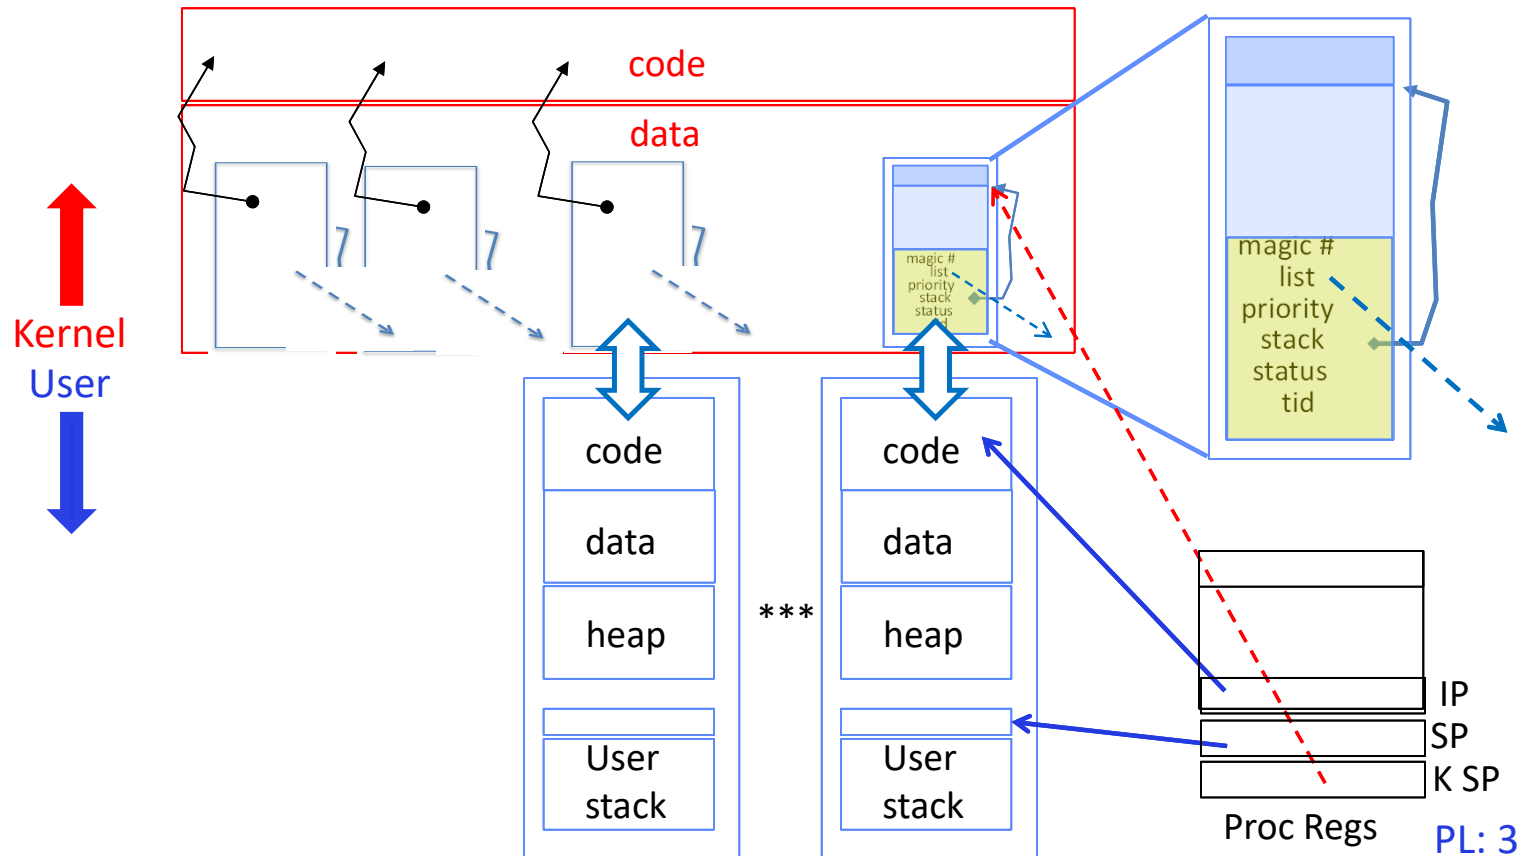 code
data
magic #
list
priority
stack
status
tid
magic #
list
priority
stack
status
Kernel
User
code
data
heap
User
stack
***
code
data
heap
User
stack
IP
SP
K SP
Proc Regs
PL: 3